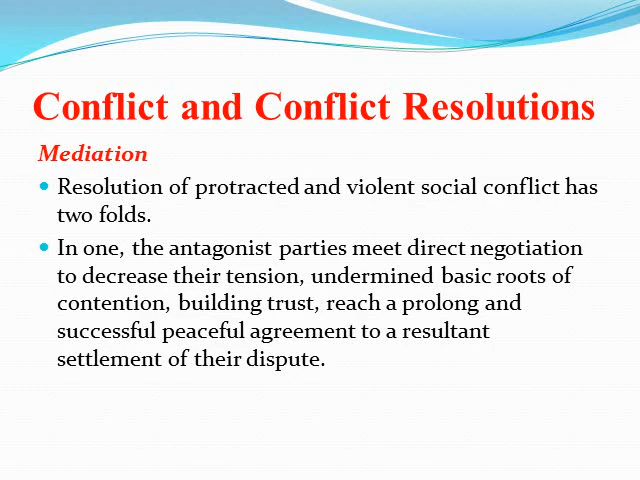 Conflict and Conflict Resolutions
Mediation
Resolution of protracted and violent social conflict has
two folds.
In one, the antagonist parties meet direct negotiation
to decrease their tension, undermined basic roots of
contention, building trust, reach a prolong and
successful peaceful agreement to a resultant
settlement of their dispute.